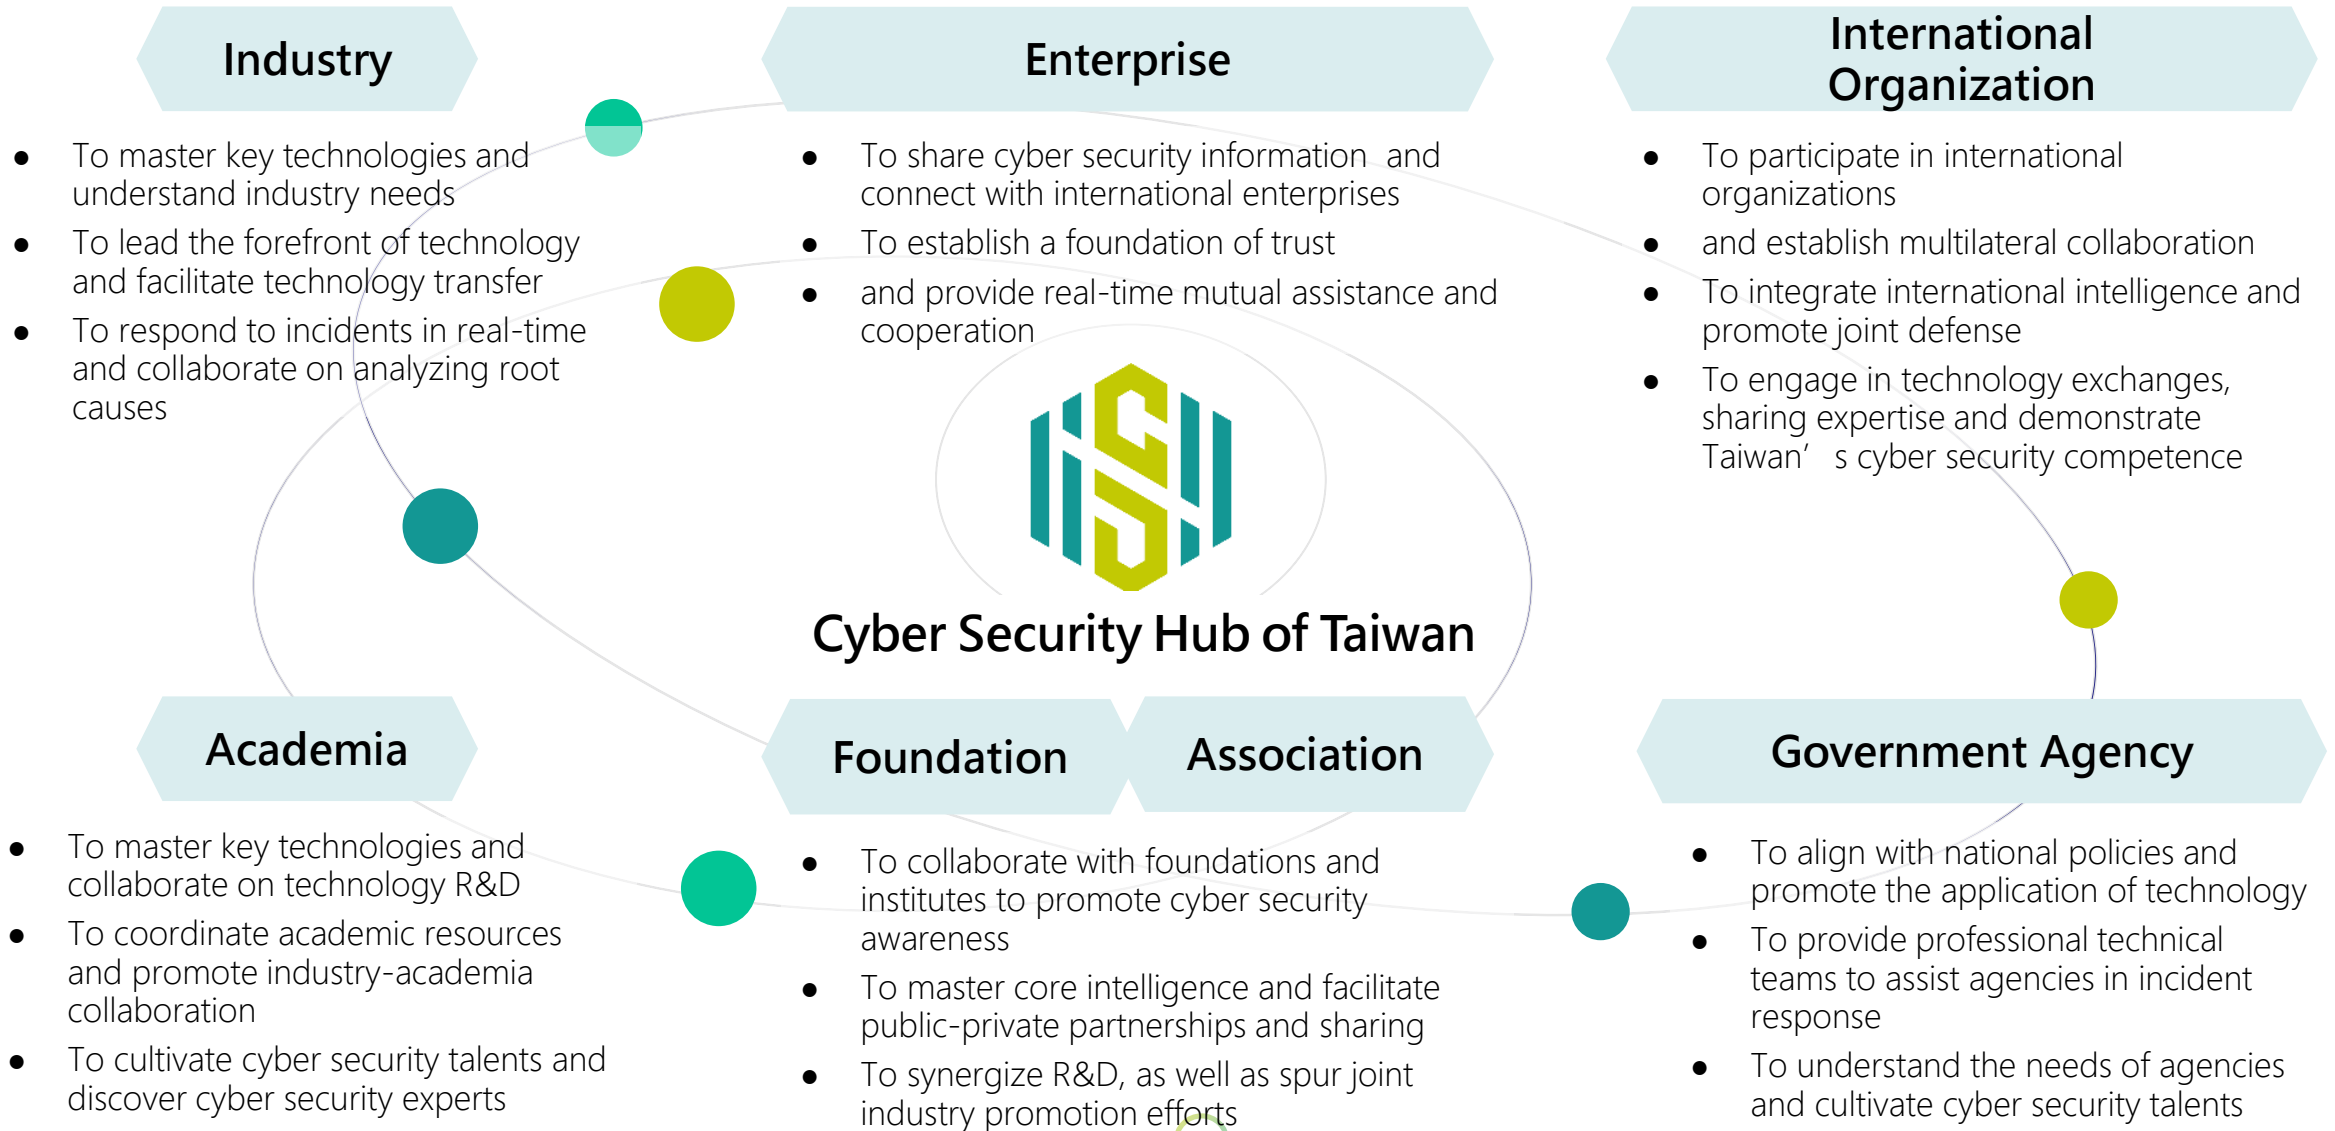 Industry
● To master key technologies and
understand industry needs
● To lead the forefront of technology
and facilitate technology transfer
● To respond to incidents in real-time
and collaborate on analyzing root
causes
Enterprise
● To share cyber security information  and
connect with international enterprises
● To establish a foundation of trust
● and provide real-time mutual assistance and
cooperation
International
Organization
● To participate in international
organizations
● and establish multilateral collaboration
● To integrate international intelligence and
promote joint defense
● To engage in technology exchanges,
sharing expertise and demonstrate
Taiwan’ s cyber security competence
Cyber Security Hub of Taiwan
Academia
● To master key technologies and
collaborate on technology R&D
● To coordinate academic resources
and promote industry-academia
collaboration
● To cultivate cyber security talents and
discover cyber security experts
Foundation
Association
● To collaborate with foundations and
institutes to promote cyber security
awareness
● To master core intelligence and facilitate
public-private partnerships and sharing
● To synergize R&D, as well as spur joint
industry promotion efforts
Government Agency
● To align with national policies and
promote the application of technology
● To provide professional technical
teams to assist agencies in incident
response
● To understand the needs of agencies
and cultivate cyber security talents